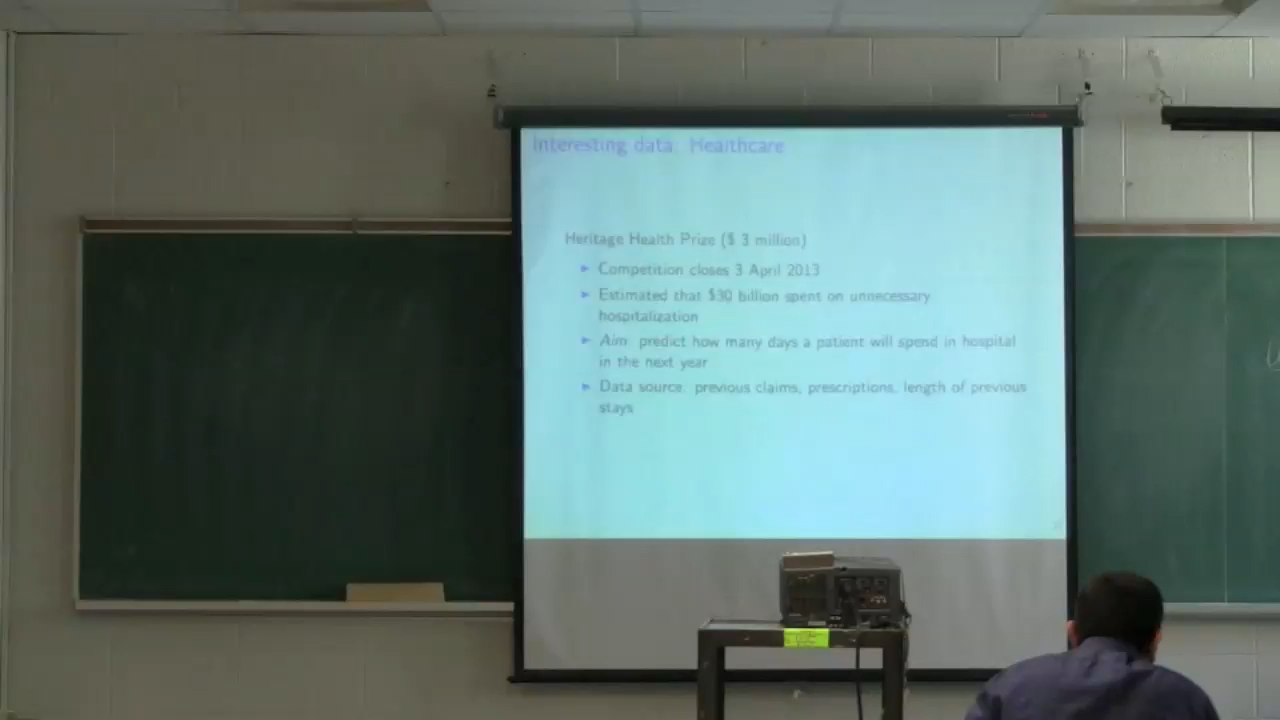 Interesting data: Healthcare
Heritage Health Prize ($ 3 million)
Competition closes 3 April 2013
Estimated that $30 billion spent on unnecessary
hospitalization
Aim: predict how many days a patient will spend in hospital
in the next year
Data source: previous claims, prescriptions, length of previous
stays